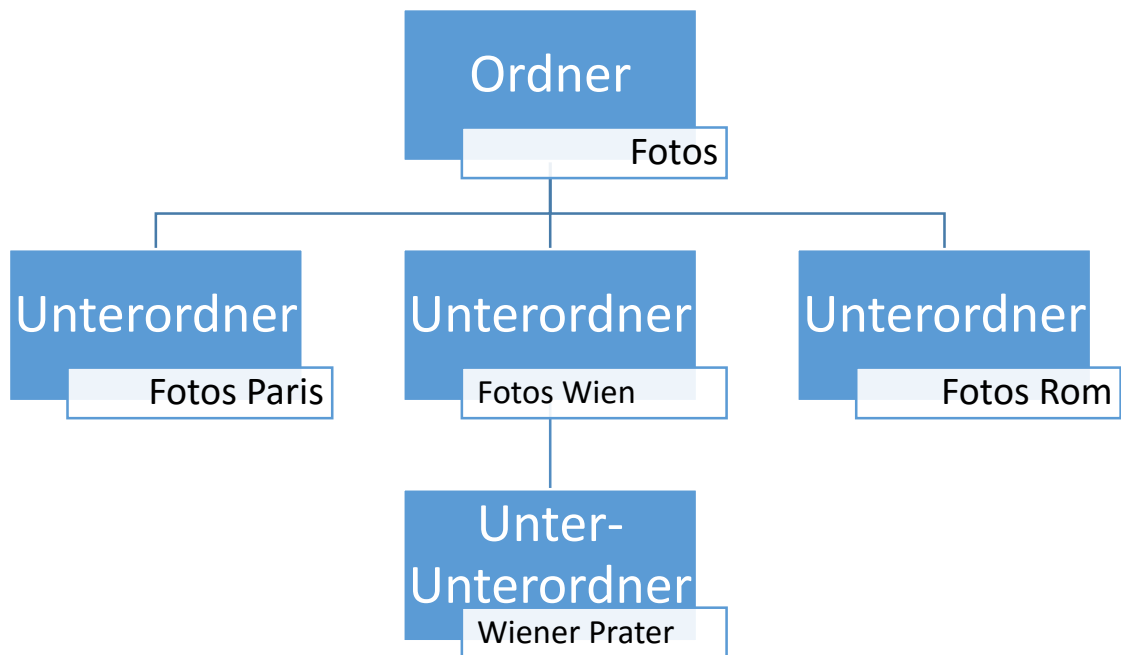 Ordner
Fotos
Unterordner
Fotos Paris
Unterordner
Fotos Wien
Unterordner
Fotos Rom
Unter-
Unterordner
Wiener Prater